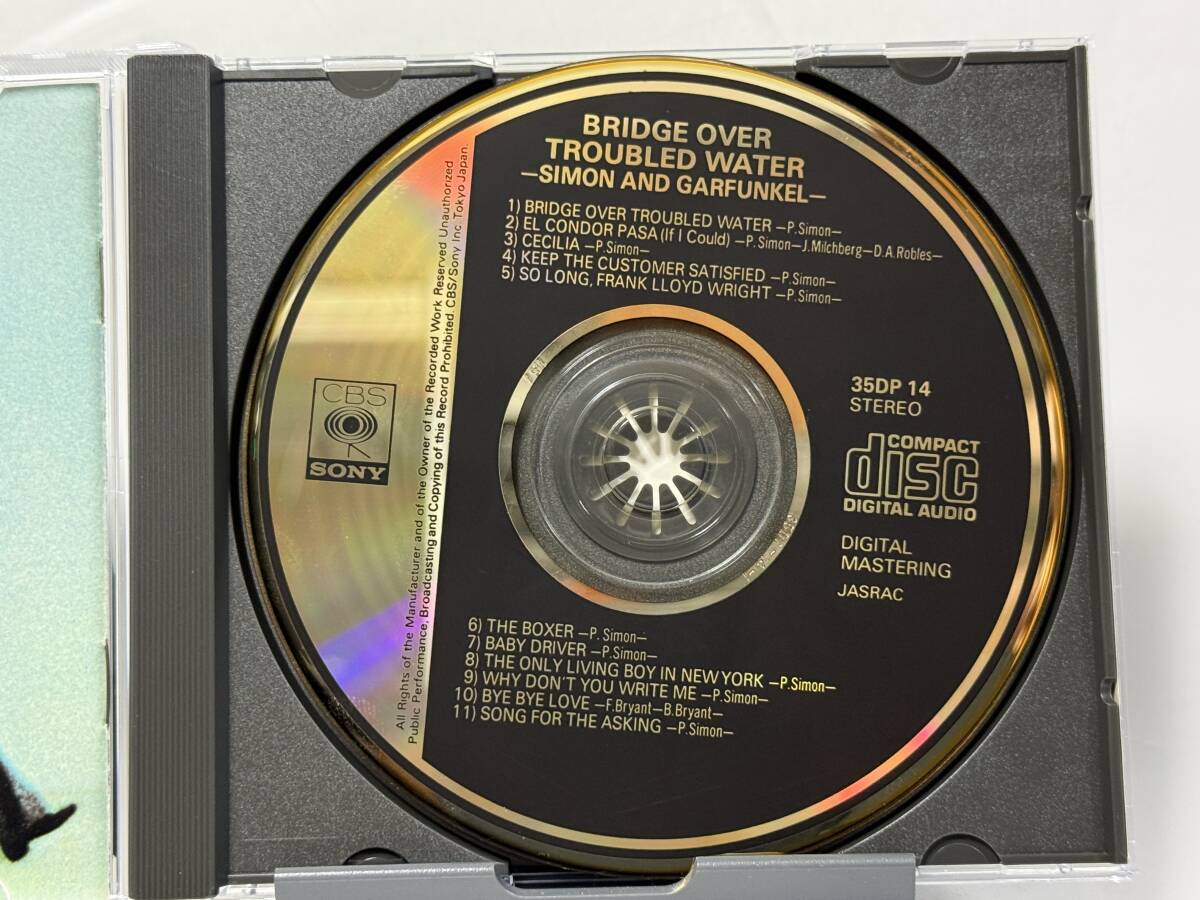 BRIDGE OVER
TROUBLED WATER
—SIMON AND GARFUNKEL—
1) BRIDGE OVER TROUBLED WATER —P.Simon—
2) EL CONDOR PASA (If I Could) —P.Simon—J.Milchberg—D.A.Robles—
3) CECILIA —P.Simon—
4) KEEP THE CUSTOMER SATISFIED —P.Simon—
5) SO LONG, FRANK LLOYD WRIGHT —P.Simon—
35DP 14
STEREO
COMPACT
disc
DIGITAL AUDIO
DIGITAL
MASTERING
JASRAC
CBS
SONY
6) THE BOXER —P. Simon—
7) BABY DRIVER —P.Simon—
8) THE ONLY LIVING BOY IN NEW YORK —P.Simon—
9) WHY DON'T YOU WRITE ME —P.Simon—
10) BYE BYE LOVE —F.Bryant—B.Bryant—
11) SONG FOR THE ASKING —P.Simon—
All Rights of the Manufacturer and of the Owner of the Recorded Work Reserved Unauthorized
Public Performance, Broadcasting and Copying of this Record Prohibited. CBS/Sony Inc. Tokyo Japan.